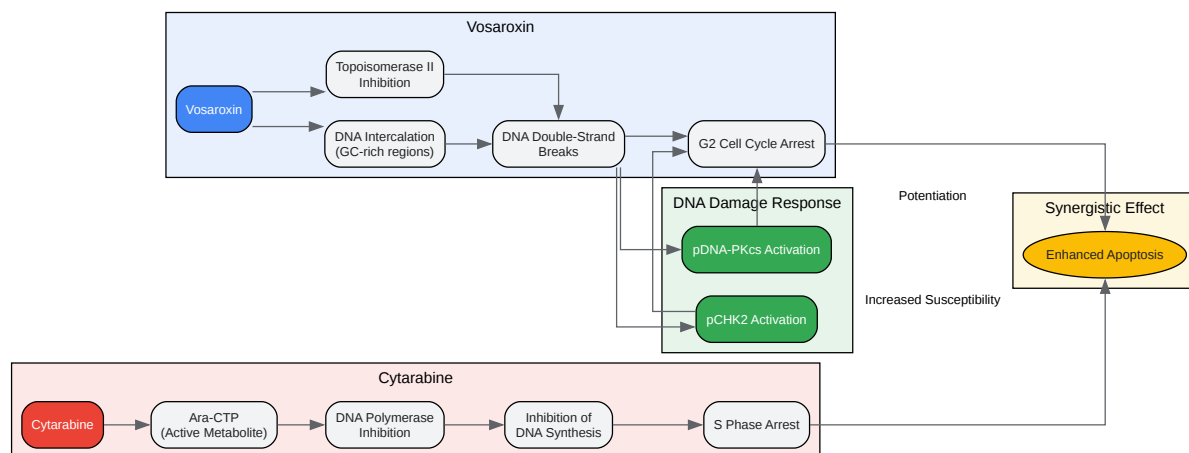 Vosaroxin
Topoisomerase II
Inhibition
Vosaroxin
DNA Intercalation
(GC-rich regions)
DNA Double-Strand
Breaks
G2 Cell Cycle Arrest
DNA Damage Response
pDNA-PKcs Activation
pCHK2 Activation
Potentiation
Increased Susceptibility
Synergistic Effect
Enhanced Apoptosis
Cytarabine
Cytarabine
Ara-CTP
(Active Metabolite)
DNA Polymerase
Inhibition
Inhibition of
DNA Synthesis
S Phase Arrest